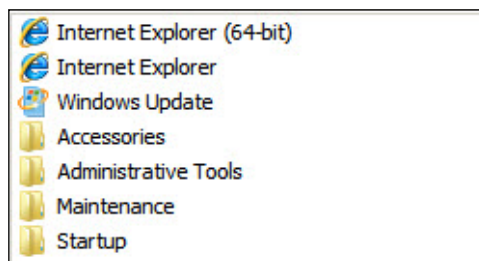 Internet Explorer (64-bit)
Internet Explorer
Windows Update
Accessories
Administrative Tools
Maintenance
Startup